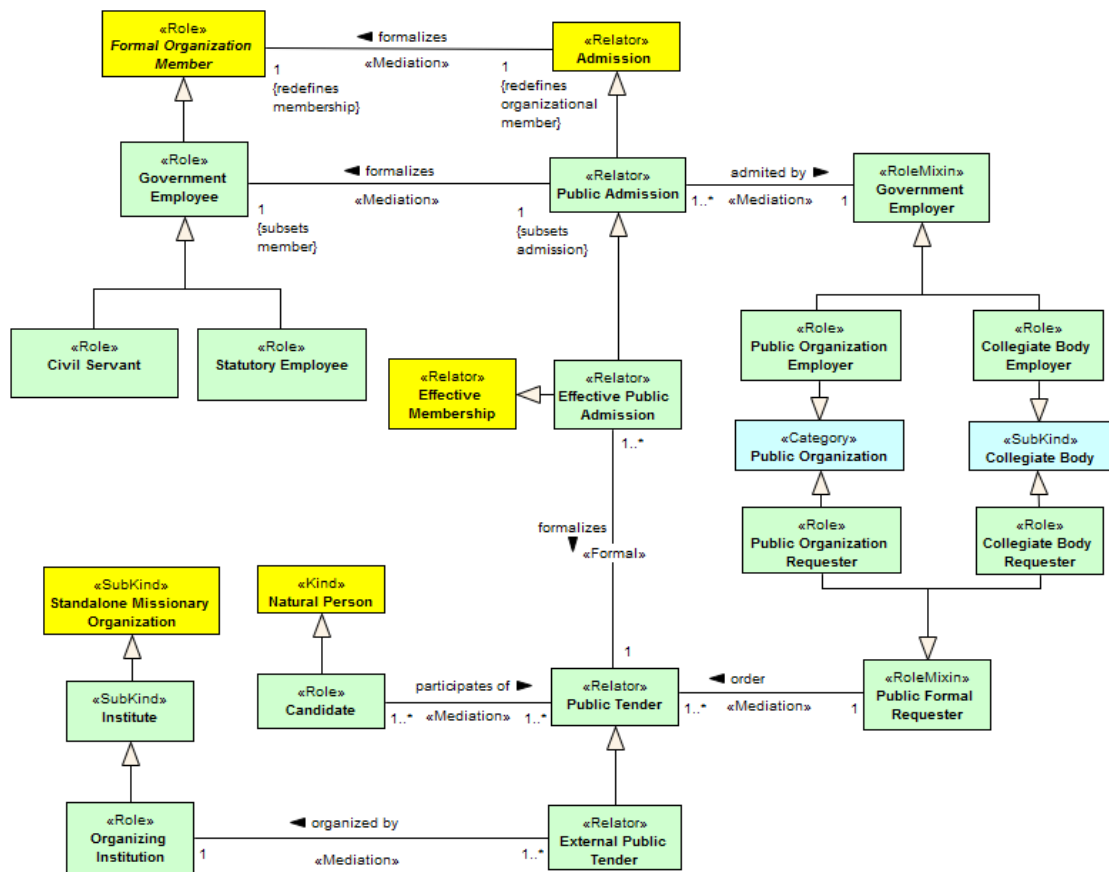 «Role»
Formal Organization
Member
formalizes
«Mediation»
1
{redefines
membership}
1
{redefines
organizational
member}
«Relator»
Admission
«Role»
Government
Employee
formalizes
«Mediation»
1
{subsets
member}
1
{subsets
admission}
«Relator»
Public Admission
admited by
1..*
«Mediation»
1
«RoleMixin»
Government
Employer
«Role»
Civil Servant
«Role»
Statutory Employee
«Role»
Public Organization
Employer
«Role»
Collegiate Body
Employer
«Relator»
Effective
Membership
«Relator»
Effective Public
Admission
1..*
«Category»
Public Organization
«SubKind»
Collegiate Body
formalizes
«Formal»
1
«Role»
Public Organization
Requester
«Role»
Collegiate Body
Requester
«SubKind»
Standalone Missionary
Organization
«Kind»
Natural Person
«SubKind»
Institute
«Role»
Candidate
participates of
1..*
«Mediation»
1..*
«Relator»
Public Tender
order
1..*
«Mediation»
1
«RoleMixin»
Public Formal
Requester
«Role»
Organizing
Institution
organized by
1
«Mediation»
1..*
«Relator»
External Public
Tender